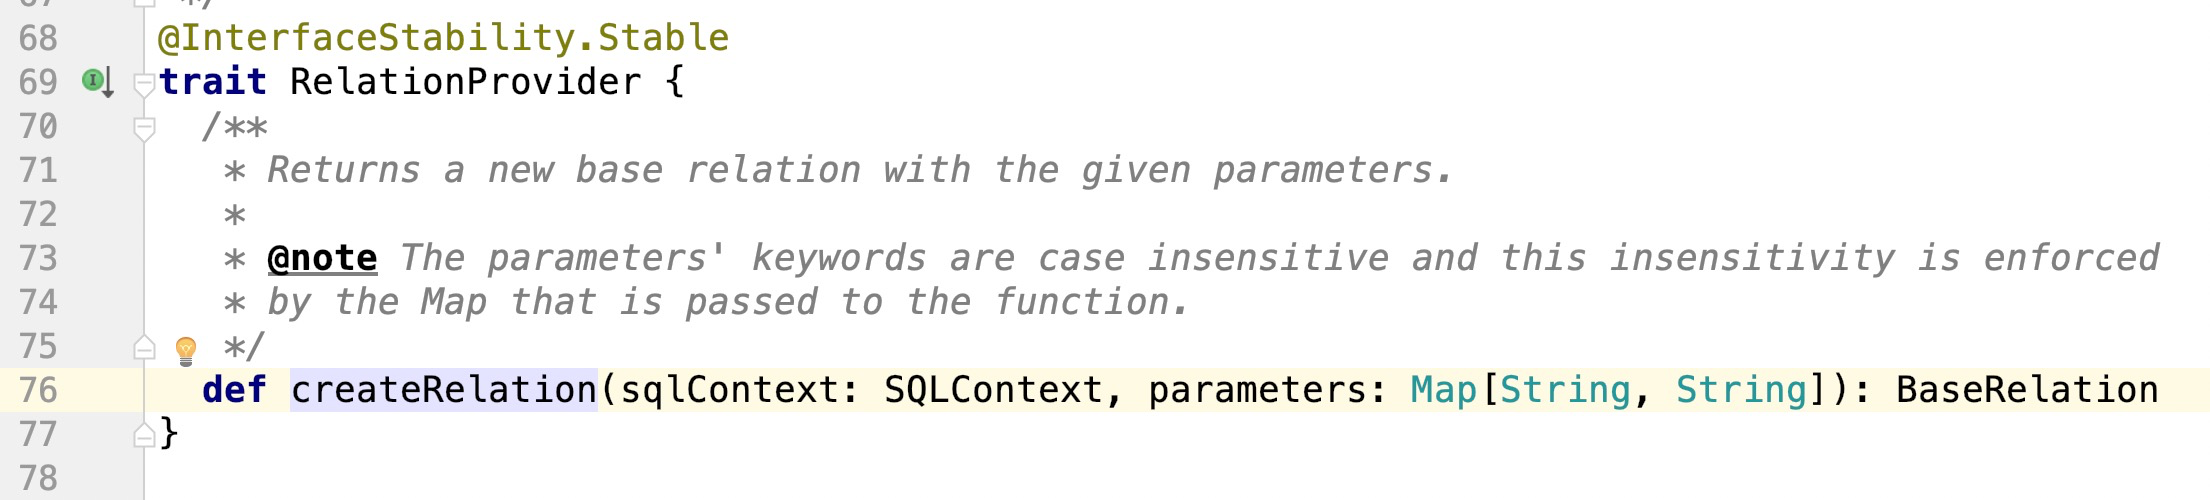 67 */
68 @InterfaceStability.Stable
69 trait RelationProvider {
70 /**
71 * Returns a new base relation with the given parameters.
72 *
73 * @note The parameters' keywords are case insensitive and this insensitivity is enforced
74 * by the Map that is passed to the function.
75 */
76 def createRelation(sqlContext: SQLContext, parameters: Map[String, String]): BaseRelation
77 }
78